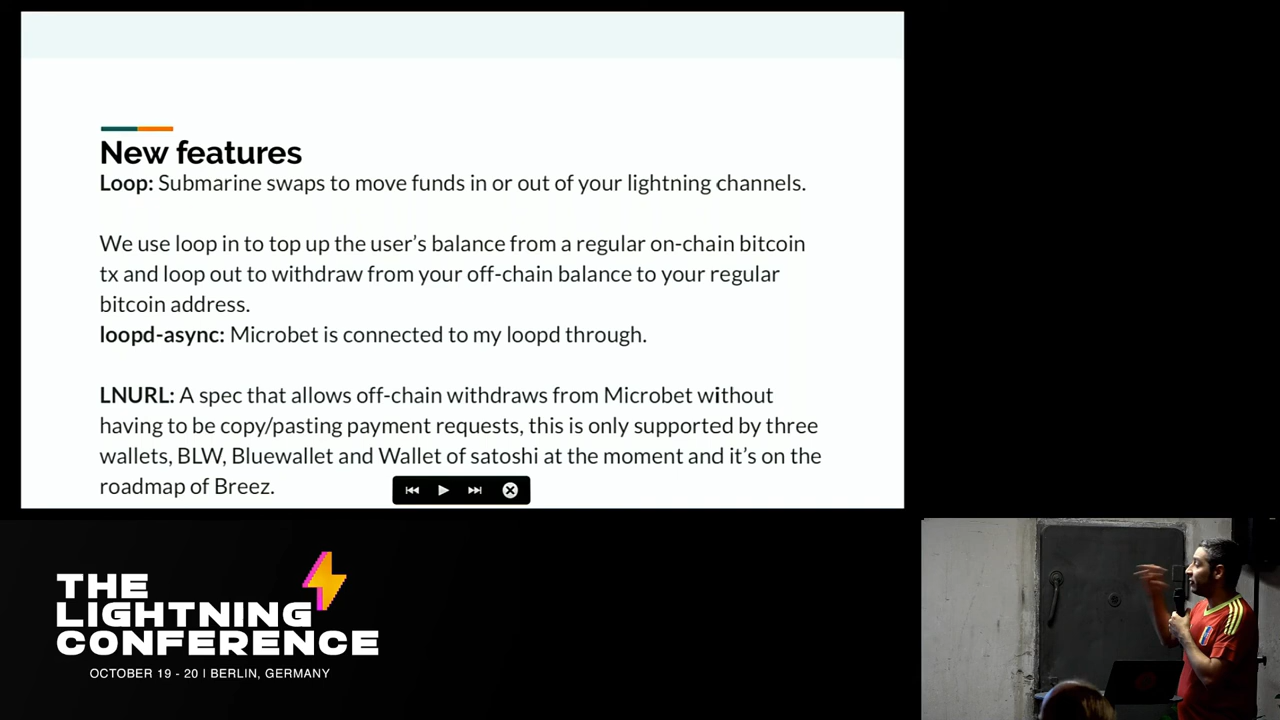 New features
Loop: Submarine swaps to move funds in or out of your lightning channels.
We use loop in to top up the user's balance from a regular on-chain bitcoin
tx and loop out to withdraw from your off-chain balance to your regular
bitcoin address.
loopd-async: Microbet is connected to my loopd through.
LNURL: A spec that allows off-chain withdraws from Microbet without
having to be copy/pasting payment requests, this is only supported by three
wallets, BLW, Bluewallet and Wallet of satoshi at the moment and it's on the
roadmap of Breez.
THE
LIGHTNING
CONFERENCE
OCTOBER 19 - 20 | BERLIN, GERMANY